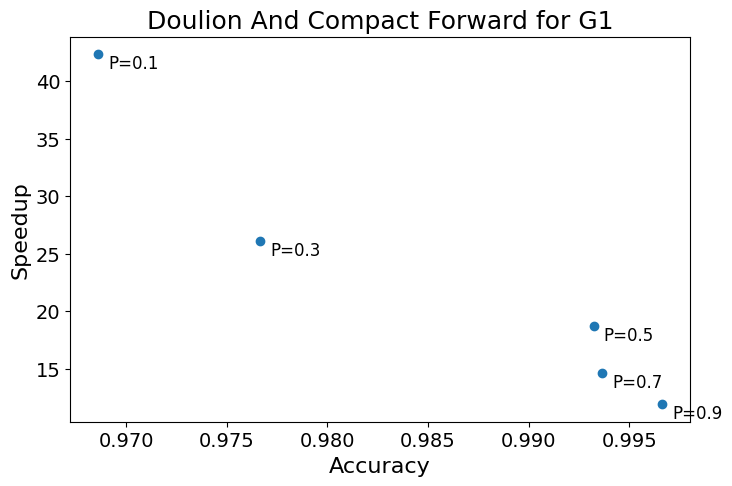 Doulion And Compact Forward for G1
Speedup
40
35
30
25
20
15
P=0.1
P=0.3
P=0.5
P=0.7
P=0.9
0.970 0.975 0.980 0.985 0.990 0.995
Accuracy